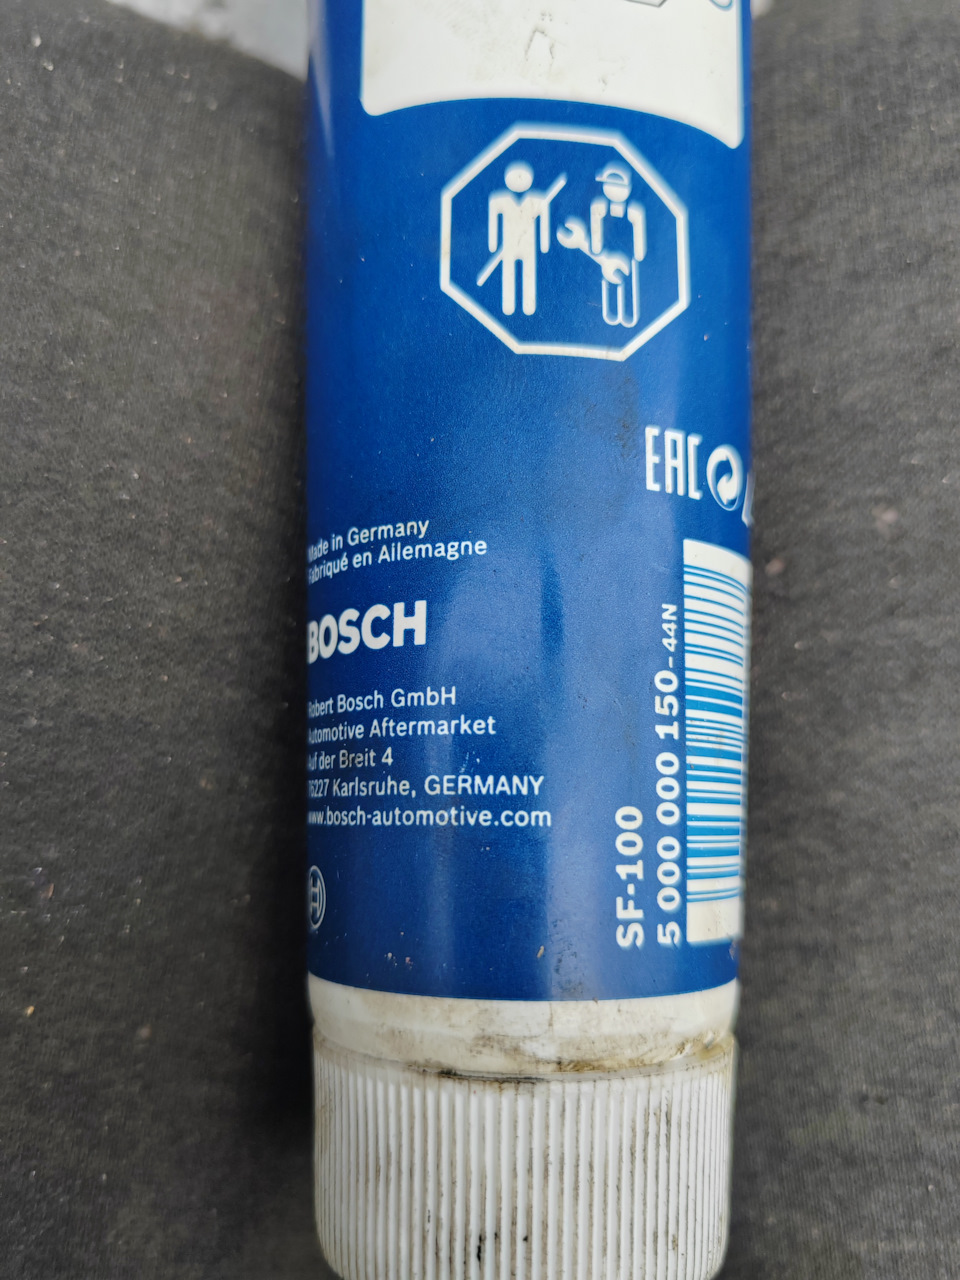 EAC
Made in Germany
Fabriqué en Allemagne
BOSCH
Robert Bosch GmbH
Automotive Aftermarket
Auf der Breit 4
76227 Karlsruhe, GERMANY
www.bosch-automotive.com
SF-100
5 000 000 150-44N